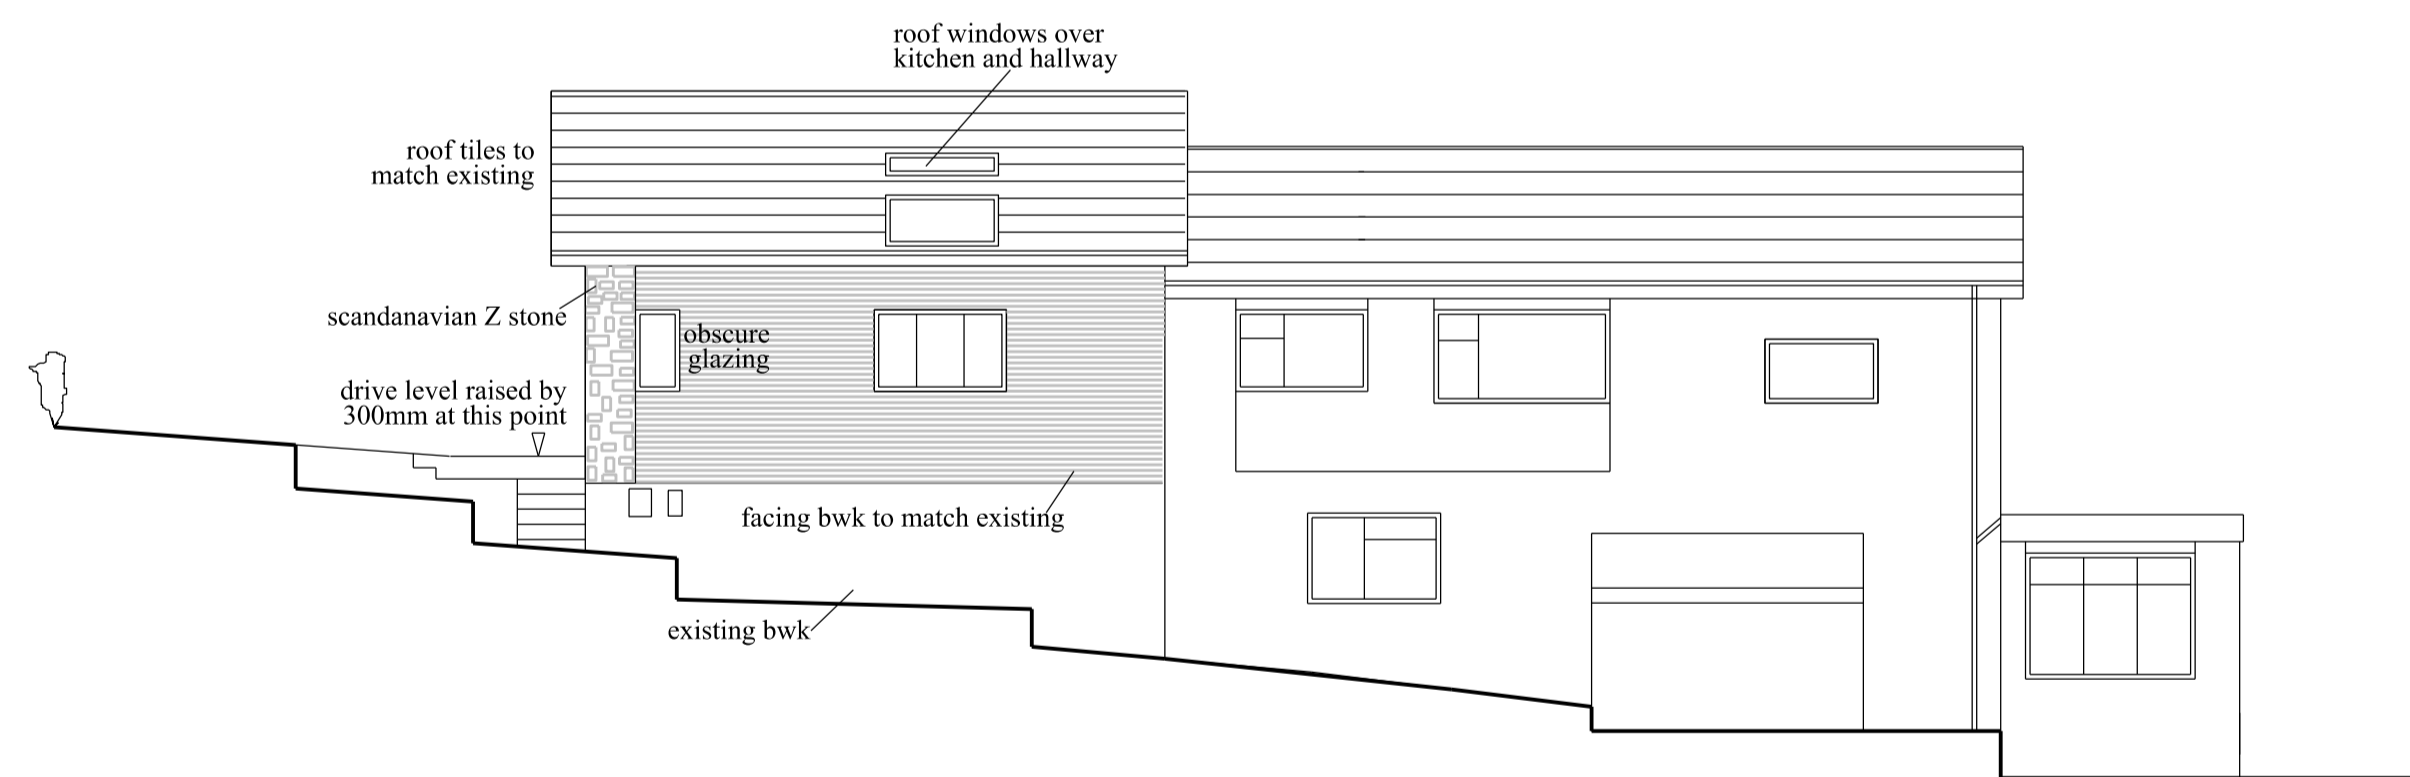 roof windows over
kitchen and hallway
roof tiles to
match existing
scandanavian Z stone
obscure
glazing
drive level raised by
300mm at this point
facing bwk to match existing
existing bwk